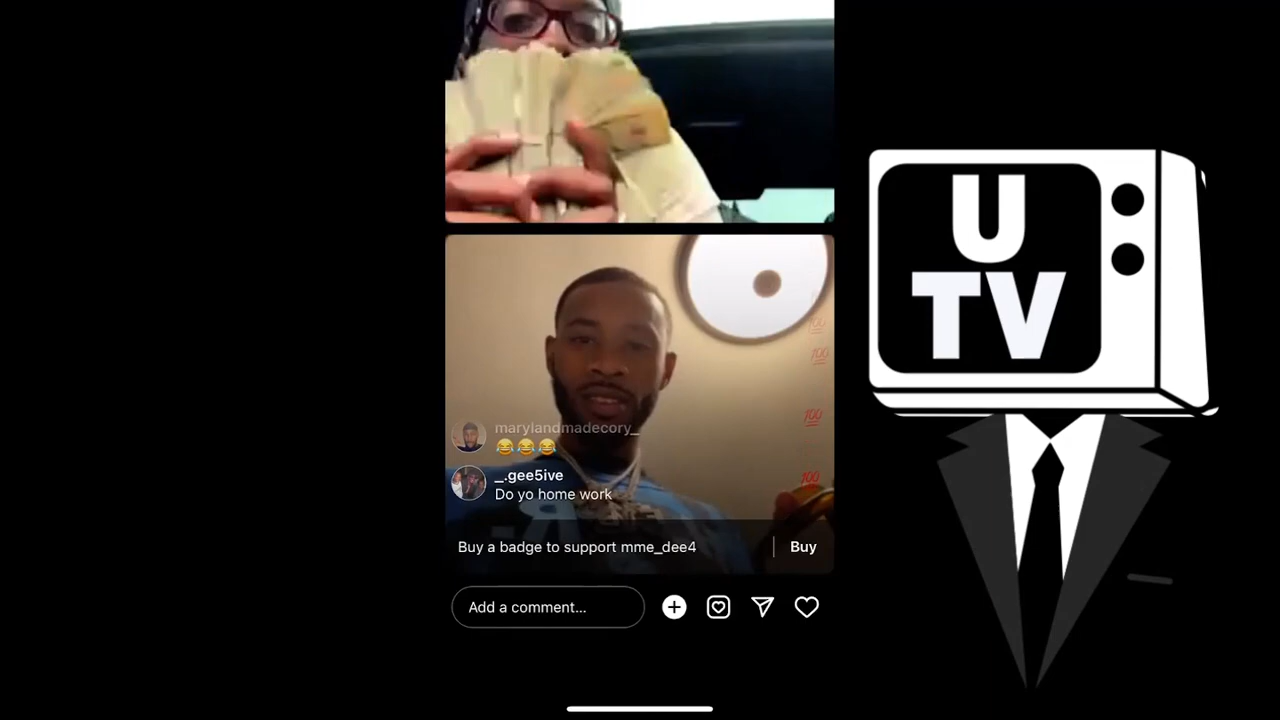 U
TV
💯
💯
💯
marylandmadecory_
😂😂😂
💯
_.gee5ive
Do yo home work
Buy a badge to support mme_dee4
Buy
Add a comment...